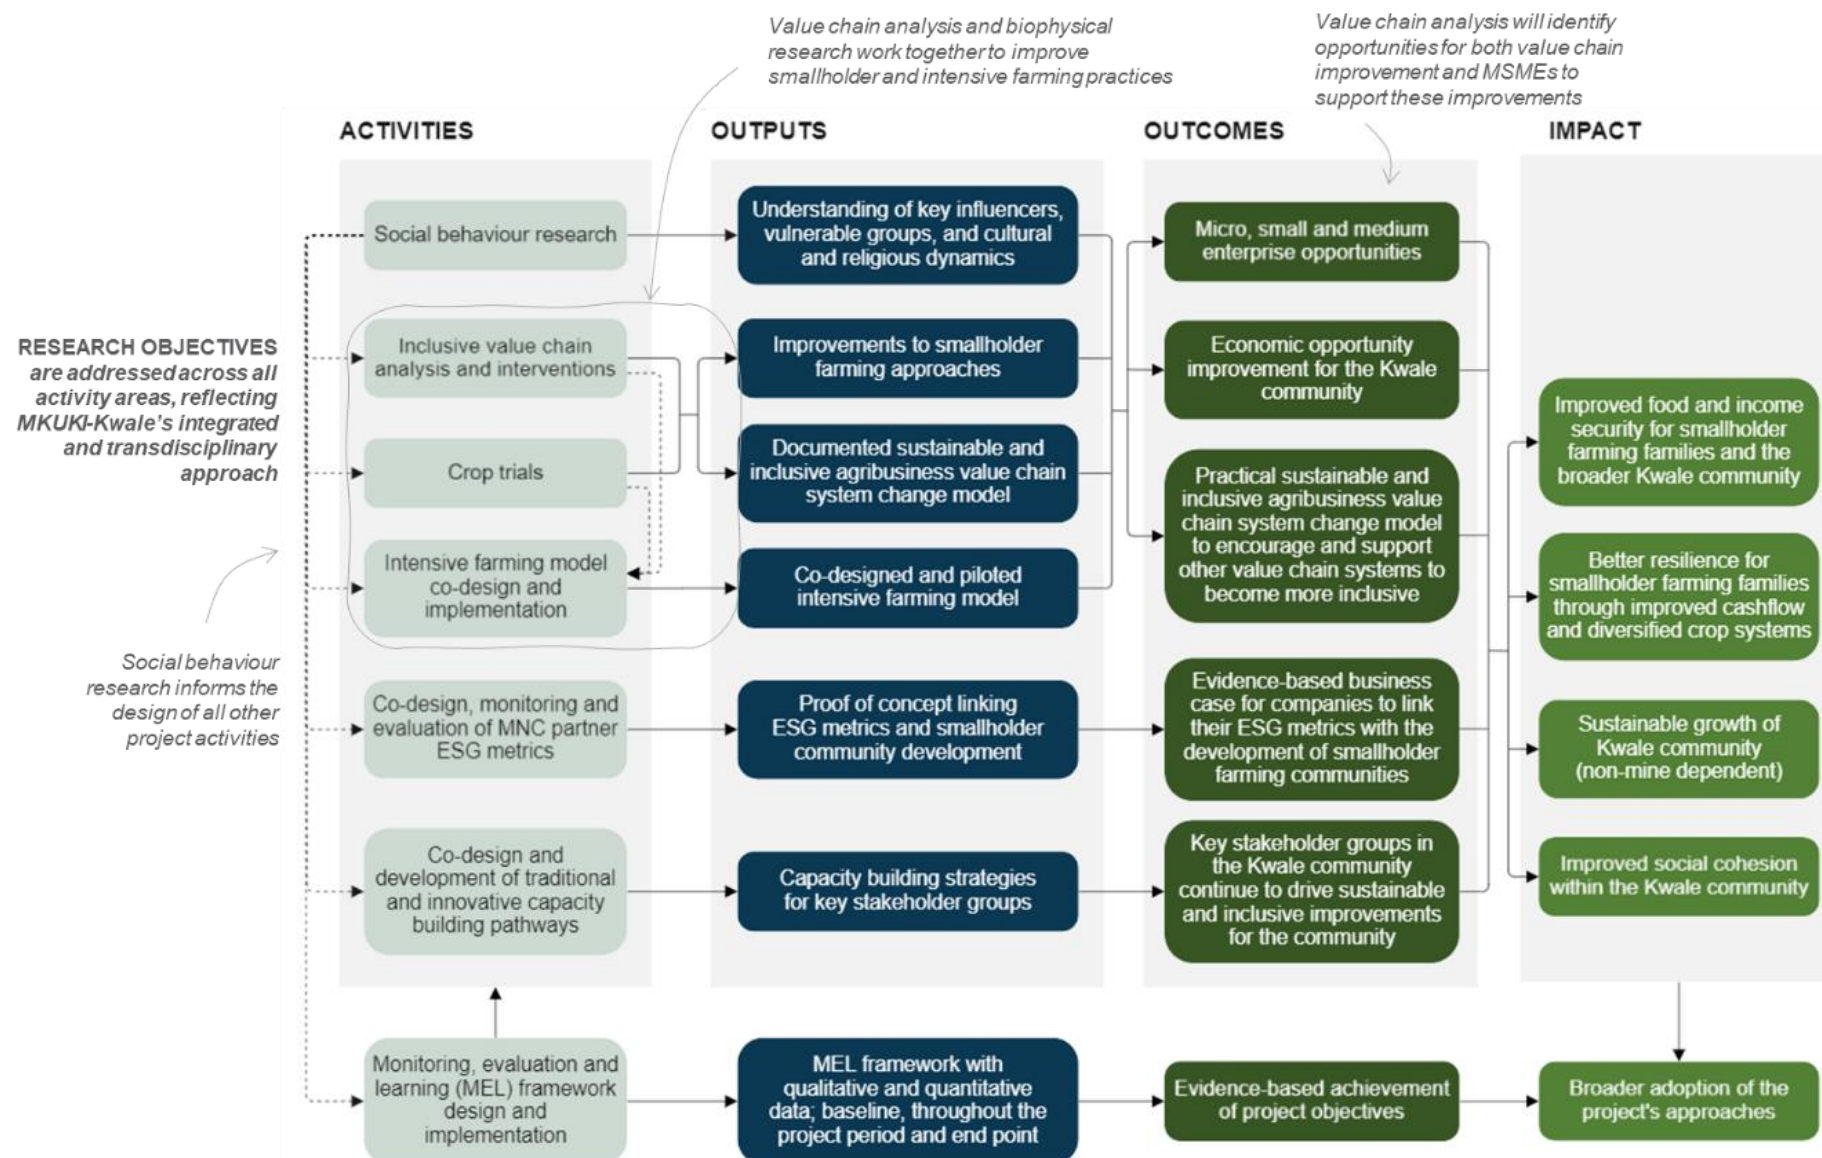 Value chain analysis and biophysical
research work together to improve
smallholder and intensive farming practices
Value chain analysis will identify
opportunities for both value chain
improvement and MSMEs to
support these improvements
ACTIVITIES
OUTPUTS
OUTCOMES
IMPACT
RESEARCH OBJECTIVES
are addressed across all
activity areas, reflecting
MKUKI-Kwale's integrated
and transdisciplinary
approach
Social behaviour
research informs the
design of all other
project activities
Social behaviour research
Inclusive value chain
analysis and interventions
Crop trials
Intensive farming model
co-design and
implementation
Co-design, monitoring and
evaluation of MNC partner
ESG metrics
Co-design and
development of traditional
and innovative capacity
building pathways
Monitoring, evaluation and
learning (MEL) framework
design and
implementation
Understanding of key influencers,
vulnerable groups, and cultural
and religious dynamics
Improvements to smallholder
farming approaches
Documented sustainable and
inclusive agribusiness value chain
system change model
Co-designed and piloted
intensive farming model
Proof of concept linking
ESG metrics and smallholder
community development
Capacity building strategies
for key stakeholder groups
MEL framework with
qualitative and quantitative
data; baseline, throughout the
project period and end point
Micro, small and medium
enterprise opportunities
Economic opportunity
improvement for the Kwale
community
Practical sustainable and
inclusive agribusiness value
chain system change model
to encourage and support
other value chain systems to
become more inclusive
Evidence-based business
case for companies to link
their ESG metrics with the
development of smallholder
farming communities
Key stakeholder groups in
the Kwale community
continue to drive sustainable
and inclusive improvements
for the community
Evidence-based achievement
of project objectives
Improved food and income
security for smallholder
farming families and the
broader Kwale community
Better resilience for
smallholder farming families
through improved cashflow
and diversified crop systems
Sustainable growth of
Kwale community
(non-mine dependent)
Improved social cohesion
within the Kwale community
Broader adoption of the
project's approaches